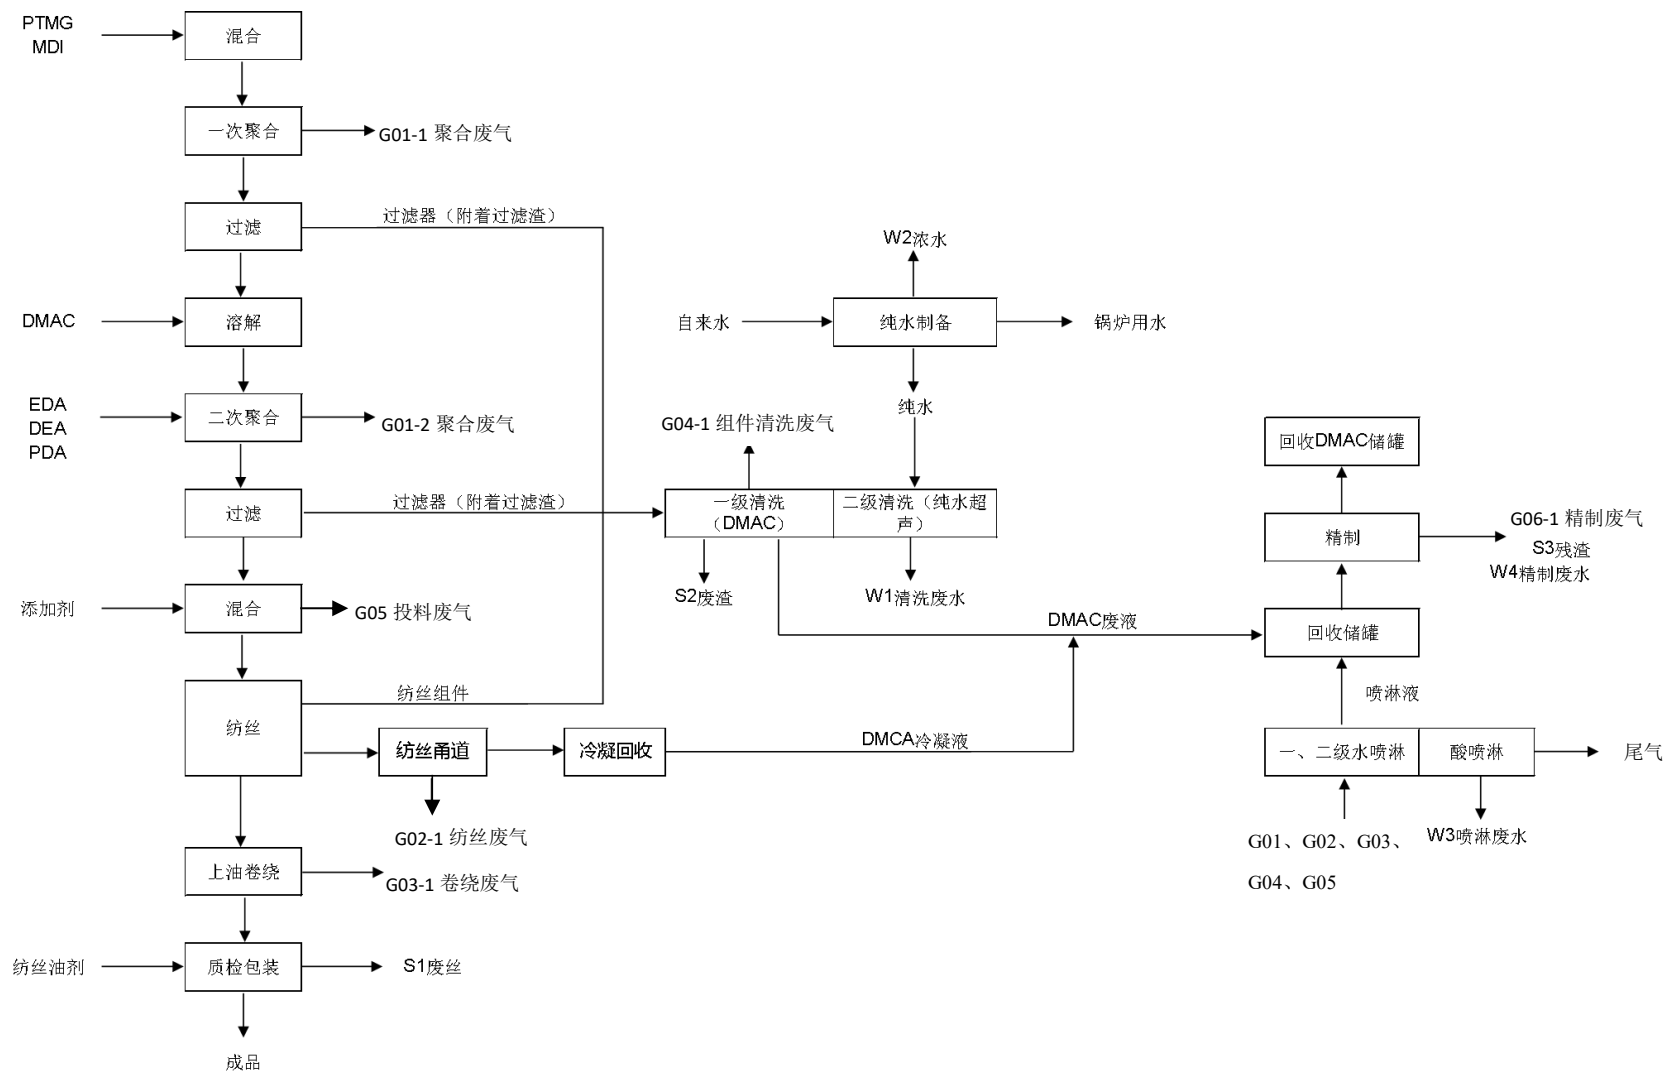 PTMG
MDI
混合
一次聚合
G01-1 聚合废气
过滤
过滤器（附着过滤渣）
W2浓水
DMAC
溶解
自来水
纯水制备
锅炉用水
EDA
DEA
PDA
二次聚合
G01-2 聚合废气
G04-1 组件清洗废气
纯水
回收DMAC储罐
过滤
过滤器（附着过滤渣）
一级清洗
（DMAC）
二级清洗（纯水超
声）
精制
G06-1 精制废气
S3残渣
W4精制废水
添加剂
混合
G05 投料废气
S2废渣
W1清洗废水
DMAC废液
回收储罐
纺丝
纺丝组件
喷淋液
纺丝甬道
冷凝回收
DMCA冷凝液
一、二级水喷淋
酸喷淋
尾气
G02-1 纺丝废气
G01、G02、G03、
G04、G05
W3喷淋废水
上油卷绕
G03-1 卷绕废气
纺丝油剂
质检包装
S1废丝
成品